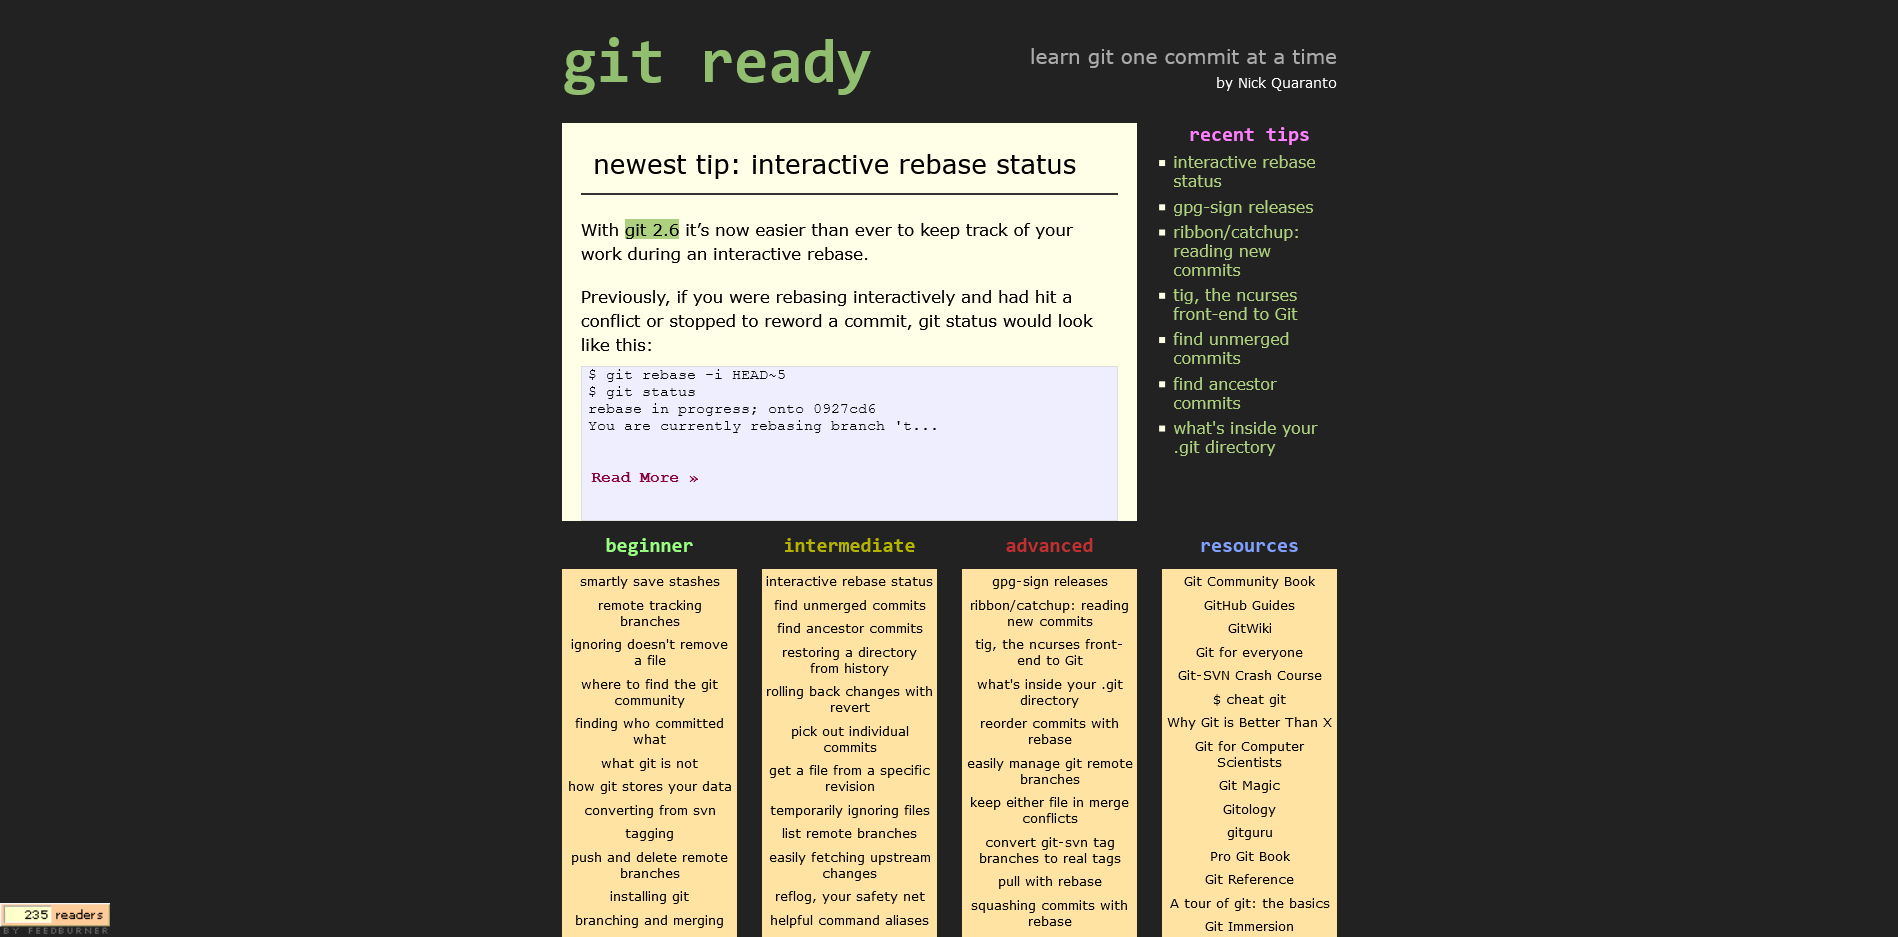 git ready
learn git one commit at a time
by Nick Quaranto
newest tip: interactive rebase status
With git 2.6 it’s now easier than ever to keep track of your
work during an interactive rebase.
Previously, if you were rebasing interactively and had hit a
conflict or stopped to reword a commit, git status would look
like this:
$ git rebase -i HEAD~5
$ git status
rebase in progress; onto 0927cd6
You are currently rebasing branch 't...
Read More »
recent tips
interactive rebase
status
gpg-sign releases
ribbon/catchup:
reading new
commits
tig, the ncurses
front-end to Git
find unmerged
commits
find ancestor
commits
what's inside your
.git directory
beginner
smartly save stashes
remote tracking
branches
ignoring doesn't remove
a file
where to find the git
community
finding who committed
what
what git is not
how git stores your data
converting from svn
tagging
push and delete remote
branches
installing git
branching and merging
intermediate
interactive rebase status
find unmerged commits
find ancestor commits
restoring a directory
from history
rolling back changes with
revert
pick out individual
commits
get a file from a specific
revision
temporarily ignoring files
list remote branches
easily fetching upstream
changes
reflog, your safety net
helpful command aliases
advanced
gpg-sign releases
ribbon/catchup: reading
new commits
tig, the ncurses front-
end to Git
what's inside your .git
directory
reorder commits with
rebase
easily manage git remote
branches
keep either file in merge
conflicts
convert git-svn tag
branches to real tags
pull with rebase
squashing commits with
rebase
resources
Git Community Book
GitHub Guides
GitWiki
Git for everyone
Git-SVN Crash Course
$ cheat git
Why Git is Better Than X
Git for Computer
Scientists
Git Magic
Gitology
gitguru
Pro Git Book
Git Reference
A tour of git: the basics
Git Immersion
235 readers
BY FEEDBURNER